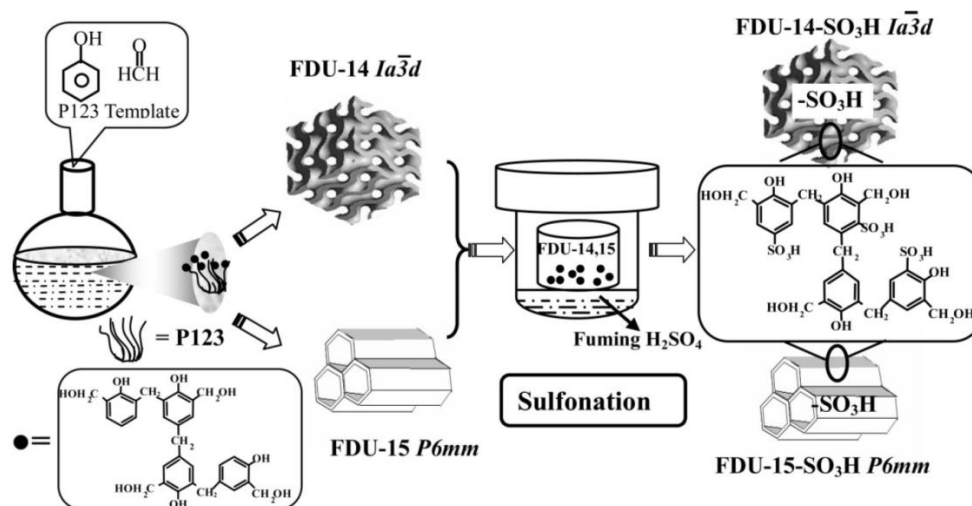 OH
O
HCH
P123 Template
= P123
FDU-14 Ia3̄d
FDU-15 P6mm
● =
HOH₂C
OH
CH₂
OH
CH₂OH
CH₂
HOH₂C
OH
CH₂
OH
CH₂OH
FDU-14,15
Fuming H₂SO₄
Sulfonation
FDU-14-SO₃H Ia3̄d
-SO₃H
HOH₂C
OH
CH₂
OH
CH₂OH
SO₃H
SO₃H
CH₂
SO₃H
OH
HOH₂C
OH
CH₂
CH₂OH
-SO₃H
FDU-15-SO₃H P6mm